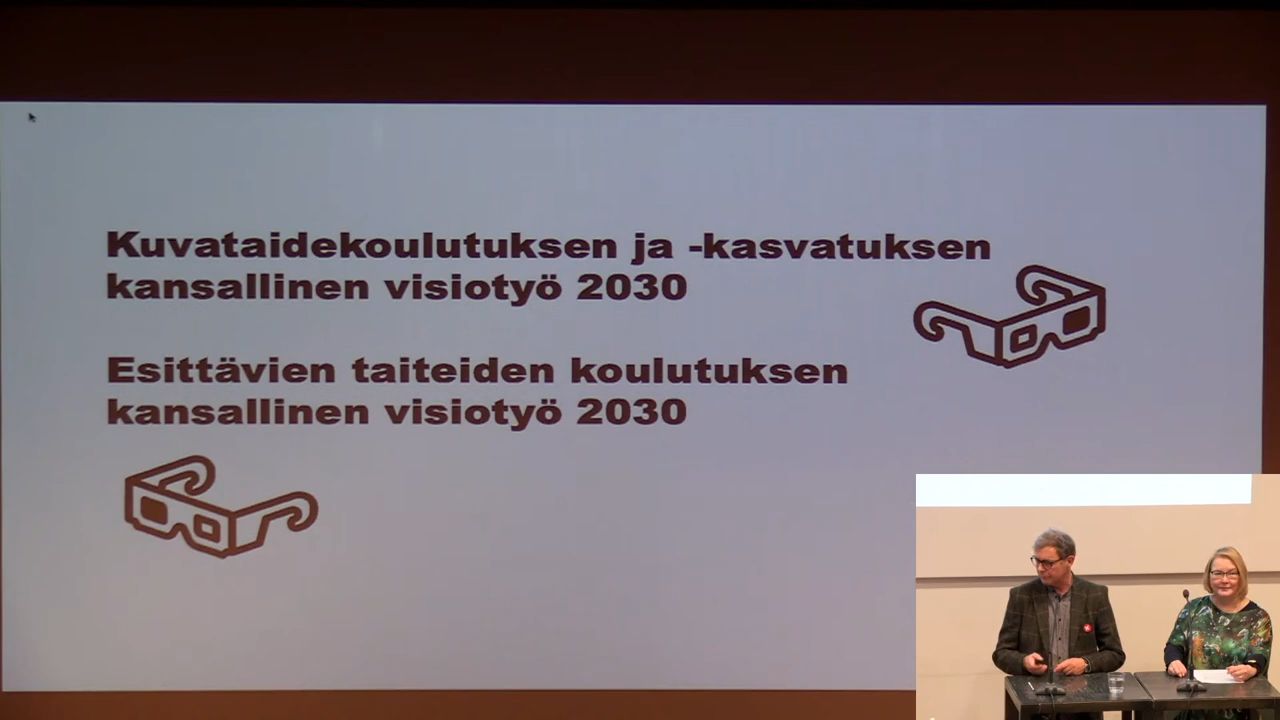 Kuvataidekoulutuksen ja -kasvatuksen
kansallinen visiotyö 2030
Esittävien taiteiden koulutuksen
kansallinen visiotyö 2030